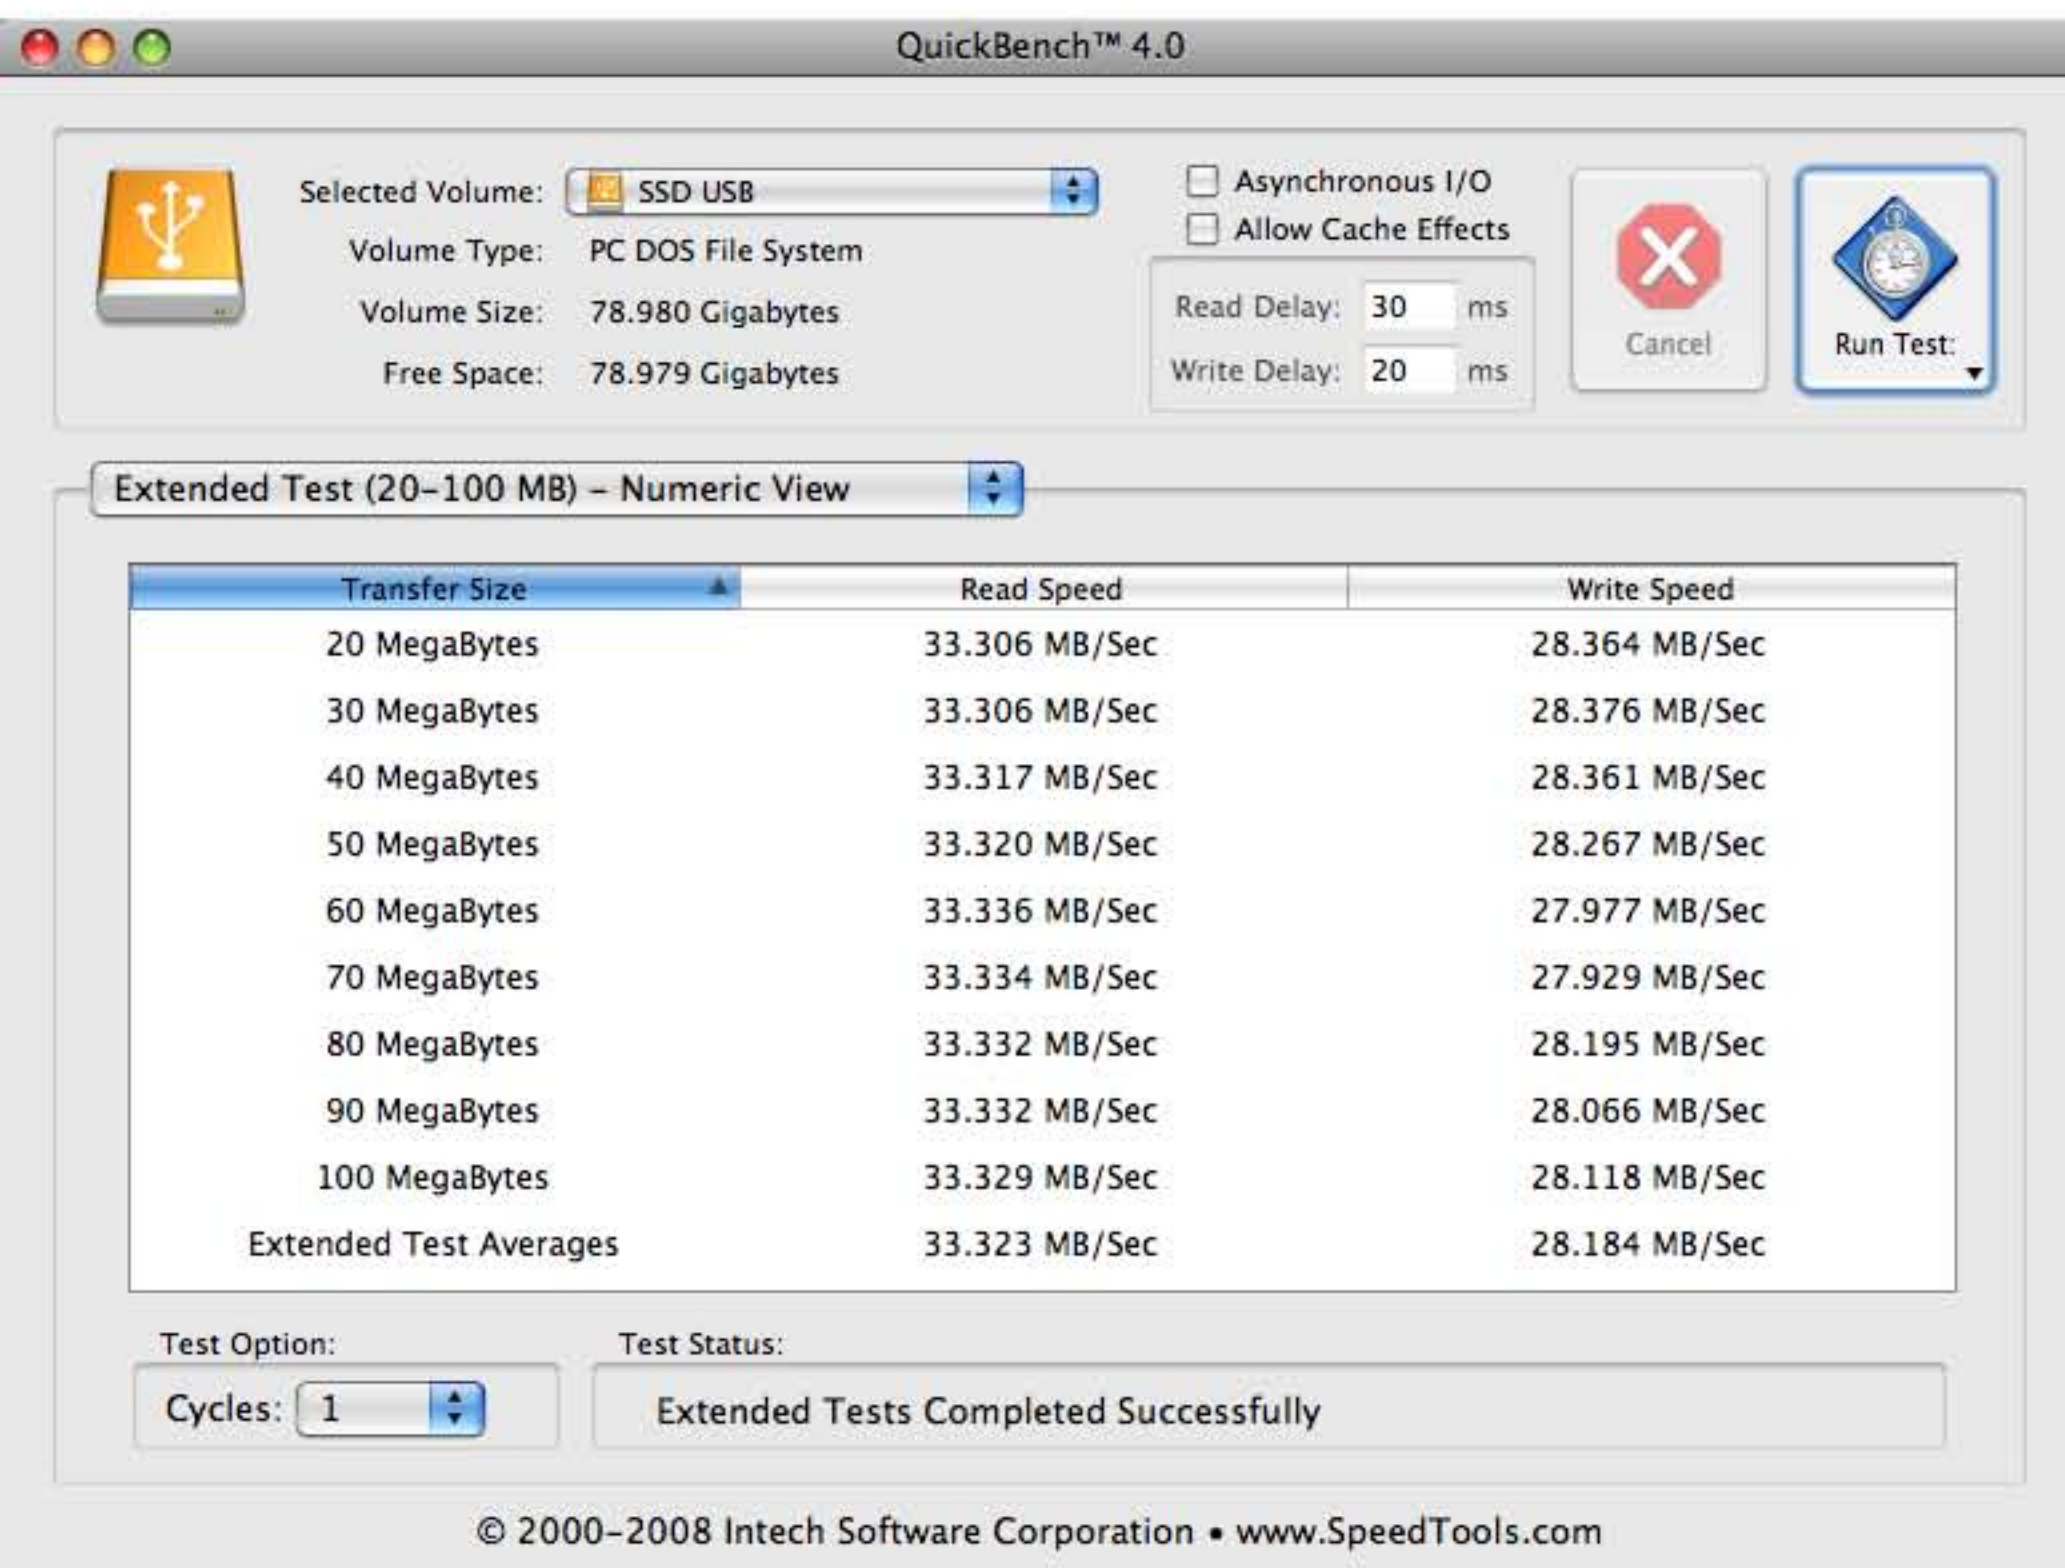 QuickBench™ 4.0
Selected Volume: SSD USB
Volume Type: PC DOS File System
Volume Size: 78.980 Gigabytes
Free Space: 78.979 Gigabytes
Asynchronous I/O
Allow Cache Effects
Read Delay: 30 ms
Write Delay: 20 ms
Cancel
Run Test:
Extended Test (20-100 MB) - Numeric View
Transfer Size Read Speed Write Speed
20 MegaBytes 33.306 MB/Sec 28.364 MB/Sec
30 MegaBytes 33.306 MB/Sec 28.376 MB/Sec
40 MegaBytes 33.317 MB/Sec 28.361 MB/Sec
50 MegaBytes 33.320 MB/Sec 28.267 MB/Sec
60 MegaBytes 33.336 MB/Sec 27.977 MB/Sec
70 MegaBytes 33.334 MB/Sec 27.929 MB/Sec
80 MegaBytes 33.332 MB/Sec 28.195 MB/Sec
90 MegaBytes 33.332 MB/Sec 28.066 MB/Sec
100 MegaBytes 33.329 MB/Sec 28.118 MB/Sec
Extended Test Averages 33.323 MB/Sec 28.184 MB/Sec
Test Option: Test Status:
Cycles: 1 Extended Tests Completed Successfully
© 2000-2008 Intech Software Corporation • www.SpeedTools.com